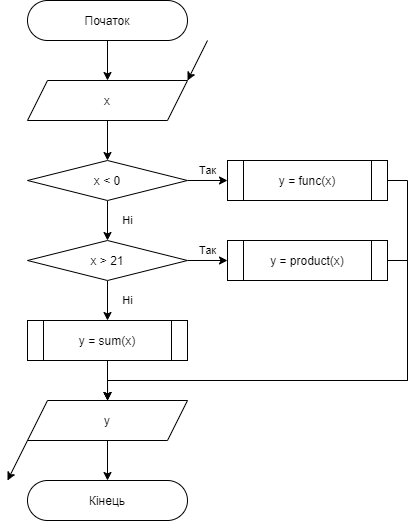 Початок
x
x < 0
Так
y = func(x)
Ні
x > 21
Так
y = product(x)
Ні
y = sum(x)
y
Кінець